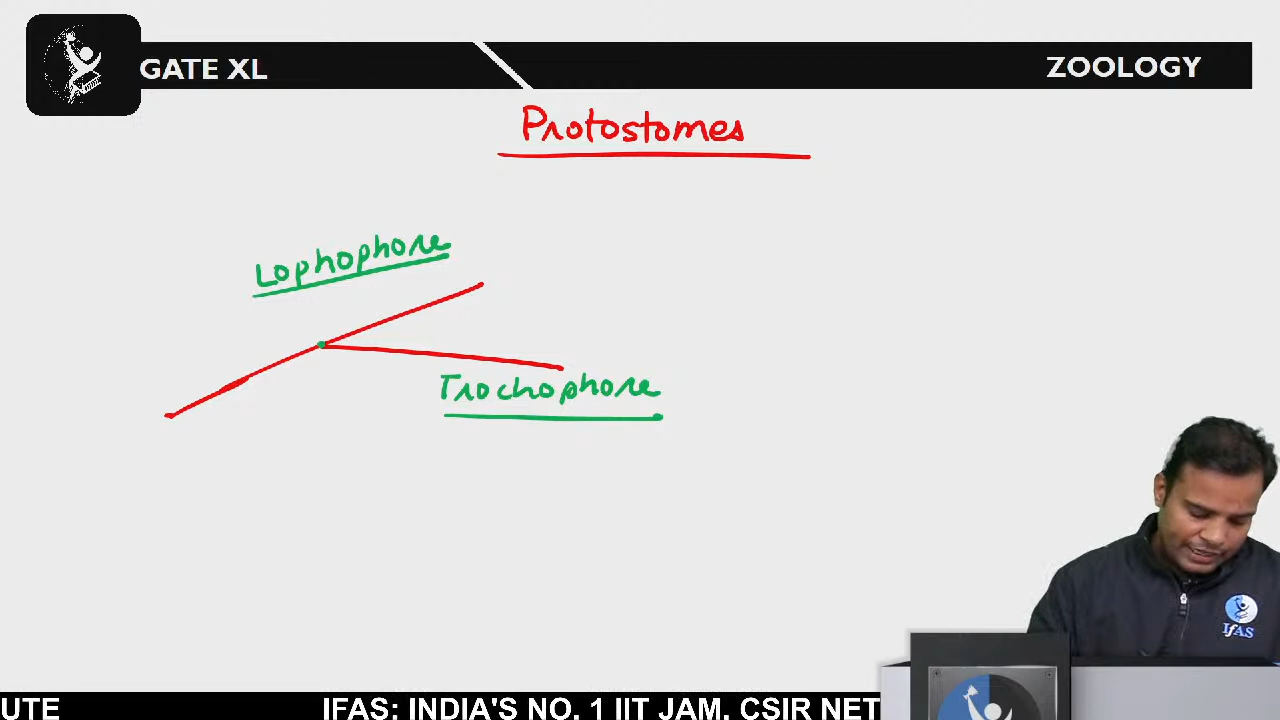 GATE XL
ZOOLOGY
Protostomes
Lophophore
Trochophore
IfAS
UTE
IFAS: INDIA'S NO. 1 IIT JAM, CSIR NET